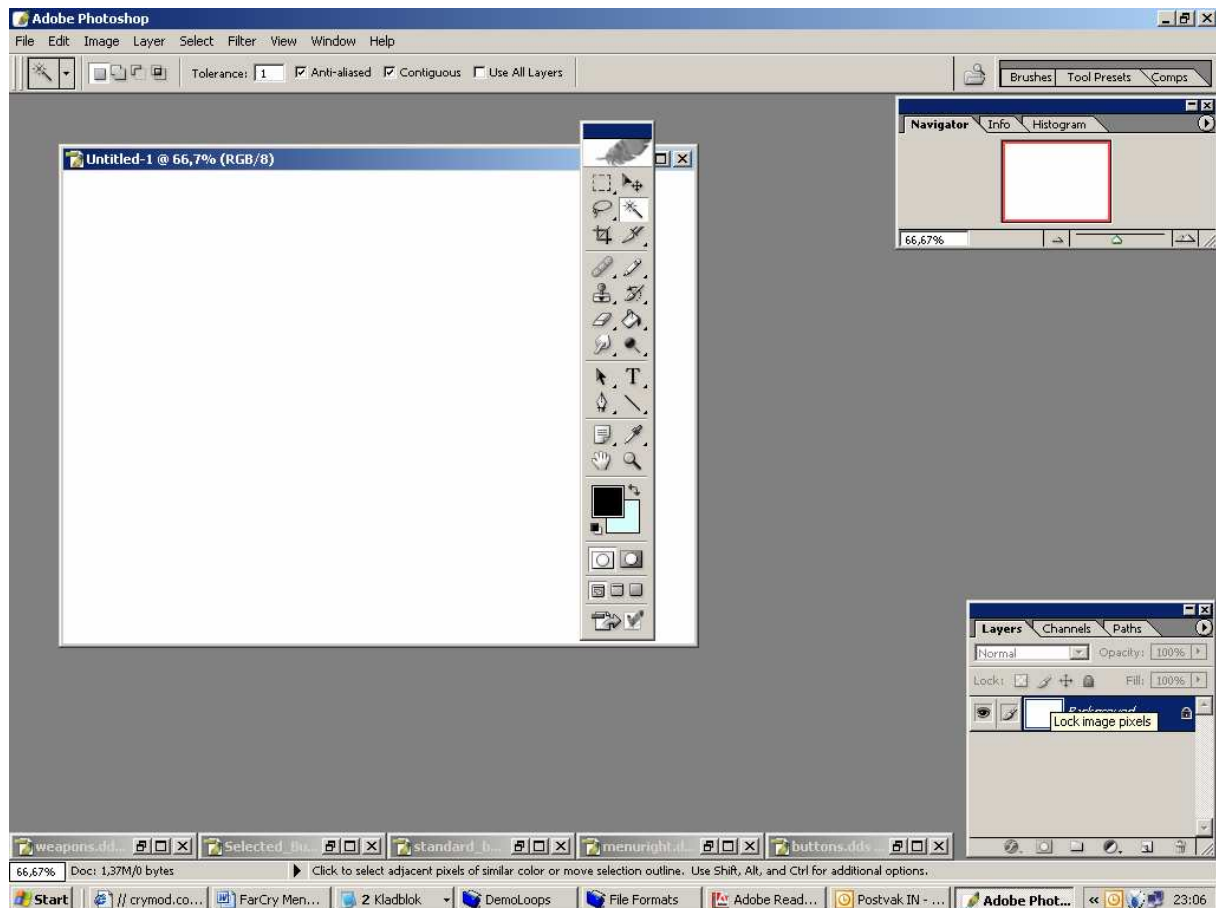 Adobe Photoshop
File Edit Image Layer Select Filter View Window Help
Tolerance: 1 Anti-aliased Contiguous Use All Layers Brushes Tool Presets Comps
Navigator Info Histogram
Untitled-1 @ 66,7% (RGB/8)
66,67%
T
Layers Channels Paths
Normal Opacity: 100%
Lock: Fill: 100%
Background
Lock image pixels
weapons.dd... Selected_Bu... standard_b... menuright.d... buttons.dds
66,67% Doc: 1,37M/0 bytes Click to select adjacent pixels of similar color or move selection outline. Use Shift, Alt, and Ctrl for additional options.
Start // crymod.co... FarCry Men... 2 Kladblok DemoLoops File Formats Adobe Read... Postvak IN - ... Adobe Phot... « 23:06